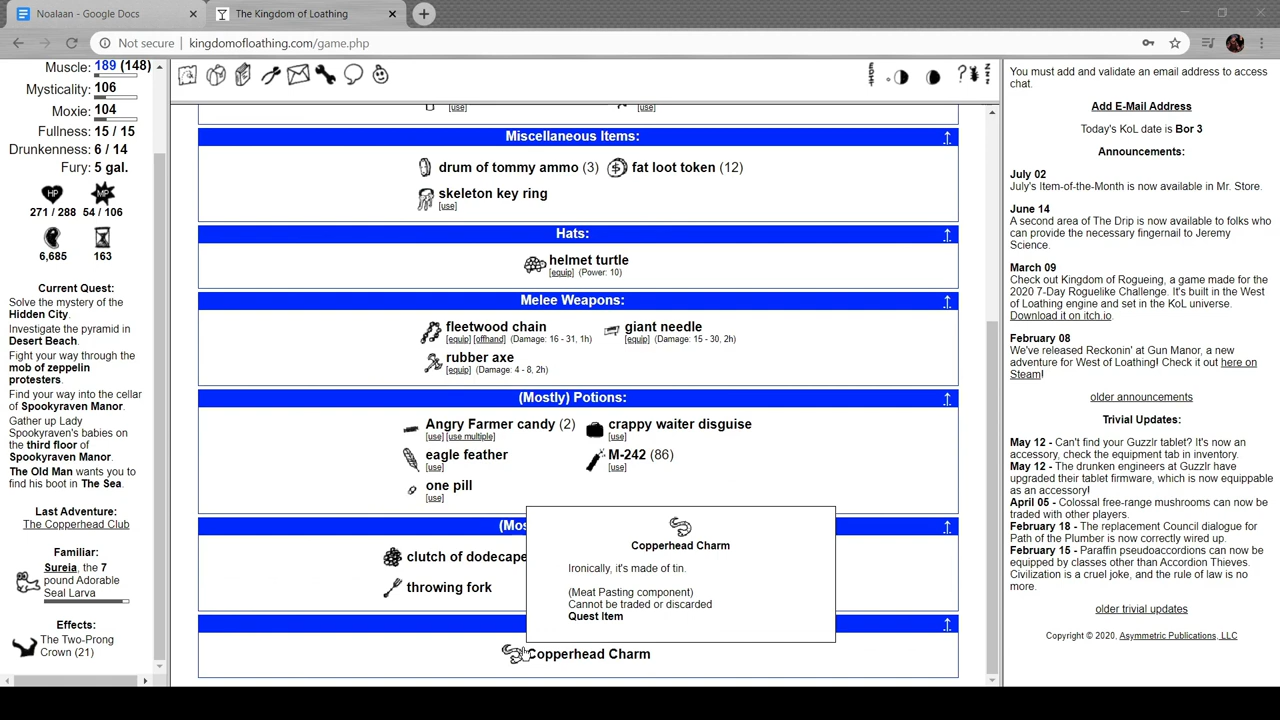 Noalaan - Google Docs
The Kingdom of Loathing
Not secure | kingdomofloathing.com/game.php
Muscle: 189 (148)
Mysticality: 106
Moxie: 104
Fullness: 15 / 15
Drunkenness: 6 / 14
Fury: 5 gal.
HP MP
271 / 288 54 / 106
6,685 163
Current Quest:
Solve the mystery of the
Hidden City.
Investigate the pyramid in
Desert Beach.
Fight your way through the
mob of zeppelin
protesters.
Find your way into the cellar
of Spookyraven Manor.
Gather up Lady
Spookyraven's babies on
the third floor of
Spookyraven Manor.
The Old Man wants you to
find his boot in The Sea.
Last Adventure:
The Copperhead Club
Familiar:
Sureia, the 7
pound Adorable
Seal Larva
Effects:
The Two-Prong
Crown (21)
[use] [use]
Miscellaneous Items:
drum of tommy ammo (3) fat loot token (12)
skeleton key ring
[use]
Hats:
helmet turtle
[equip] (Power: 10)
Melee Weapons:
fleetwood chain giant needle
[equip] [offhand] (Damage: 16 - 31, 1h) [equip] (Damage: 15 - 30, 2h)
rubber axe
[equip] (Damage: 4 - 8, 2h)
(Mostly) Potions:
Angry Farmer candy (2) crappy waiter disguise
[use] [use multiple] [use]
eagle feather M-242 (86)
[use] [use]
one pill
[use]
(Mos
clutch of dodecape
throwing fork
Copperhead Charm
Ironically, it's made of tin.
(Meat Pasting component)
Cannot be traded or discarded
Quest Item
Copperhead Charm
You must add and validate an email address to access
chat.
Add E-Mail Address
Today's KoL date is Bor 3
Announcements:
July 02
July's Item-of-the-Month is now available in Mr. Store.
June 14
A second area of The Drip is now available to folks who
can provide the necessary fingernail to Jeremy
Science.
March 09
Check out Kingdom of Rogueing, a game made for the
2020 7-Day Roguelike Challenge. It's built in the West
of Loathing engine and set in the KoL universe.
Download it on itch.io.
February 08
We've released Reckonin' at Gun Manor, a new
adventure for West of Loathing! Check it out here on
Steam!
older announcements
Trivial Updates:
May 12 - Can't find your Guzzlr tablet? It's now an
accessory, check the equipment tab in inventory.
May 12 - The drunken engineers at Guzzlr have
upgraded their tablet firmware, which is now equippable
as an accessory!
April 05 - Colossal free-range mushrooms can now be
traded with other players.
February 18 - The replacement Council dialogue for
Path of the Plumber is now correctly wired up.
February 15 - Paraffin pseudoaccordions can now be
equipped by classes other than Accordion Thieves.
Civilization is a cruel joke, and the rule of law is no
more.
older trivial updates
Copyright © 2020, Asymmetric Publications, LLC